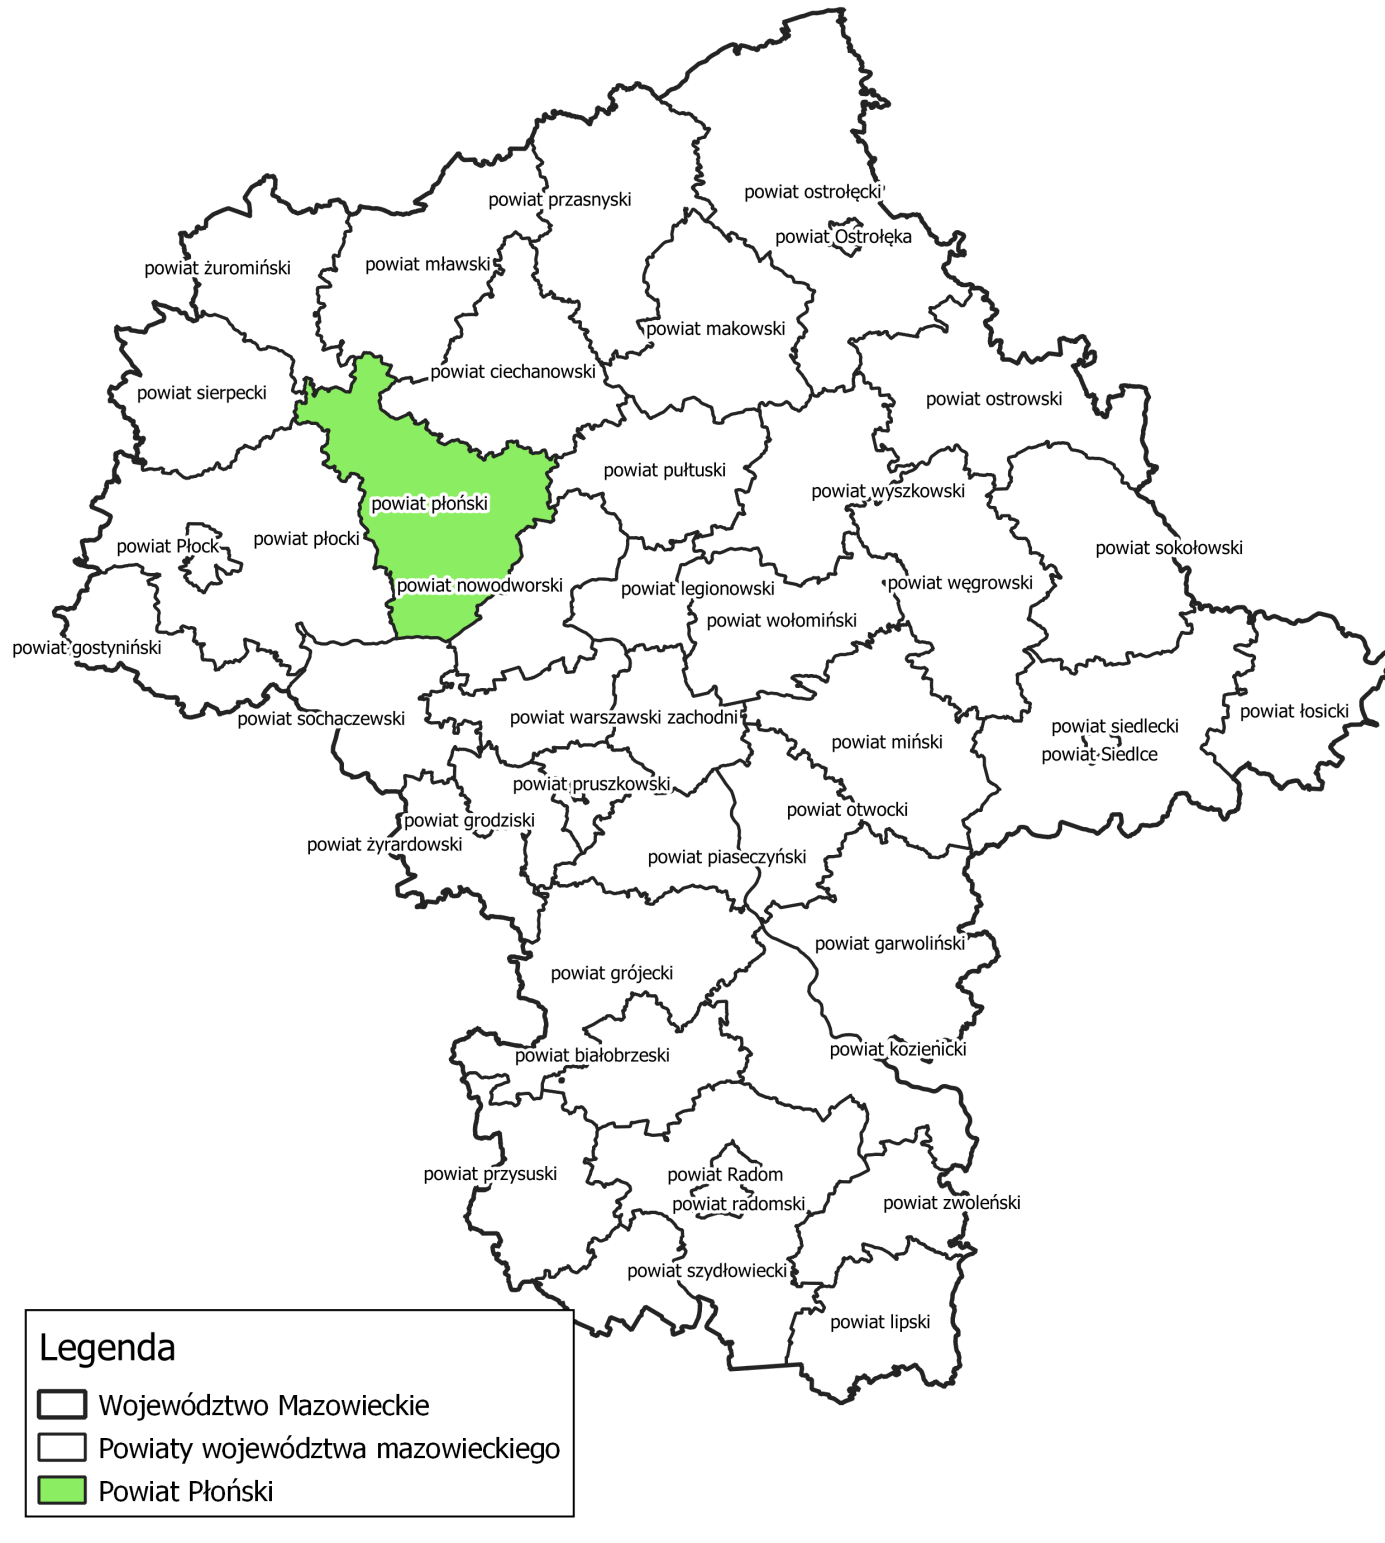 powiat ostrołęcki
powiat przasnyski
powiat Ostrołęka
powiat mławski
powiat żuromiński
powiat makowski
powiat ciechanowski
powiat sierpecki
powiat ostrowski
powiat pułtuski
powiat wyszkowski
powiat płoński
powiat płocki
powiat Płock
powiat sokołowski
powiat nowodworski
powiat legionowski
powiat węgrowski
powiat wołomiński
powiat gostyniński
powiat sochaczewski
powiat warszawski zachodni
powiat łosicki
powiat siedlecki
powiat miński
powiat Siedlce
powiat pruszkowski
powiat otwocki
powiat grodziski
powiat żyrardowski
powiat piaseczyński
powiat garwoliński
powiat grójecki
powiat kozienicki
powiat białobrzeski
powiat przysuski
powiat Radom
powiat radomski
powiat zwoleński
powiat szydłowiecki
powiat lipski
Legenda
Województwo Mazowieckie
Powiaty województwa mazowieckiego
Powiat Płoński